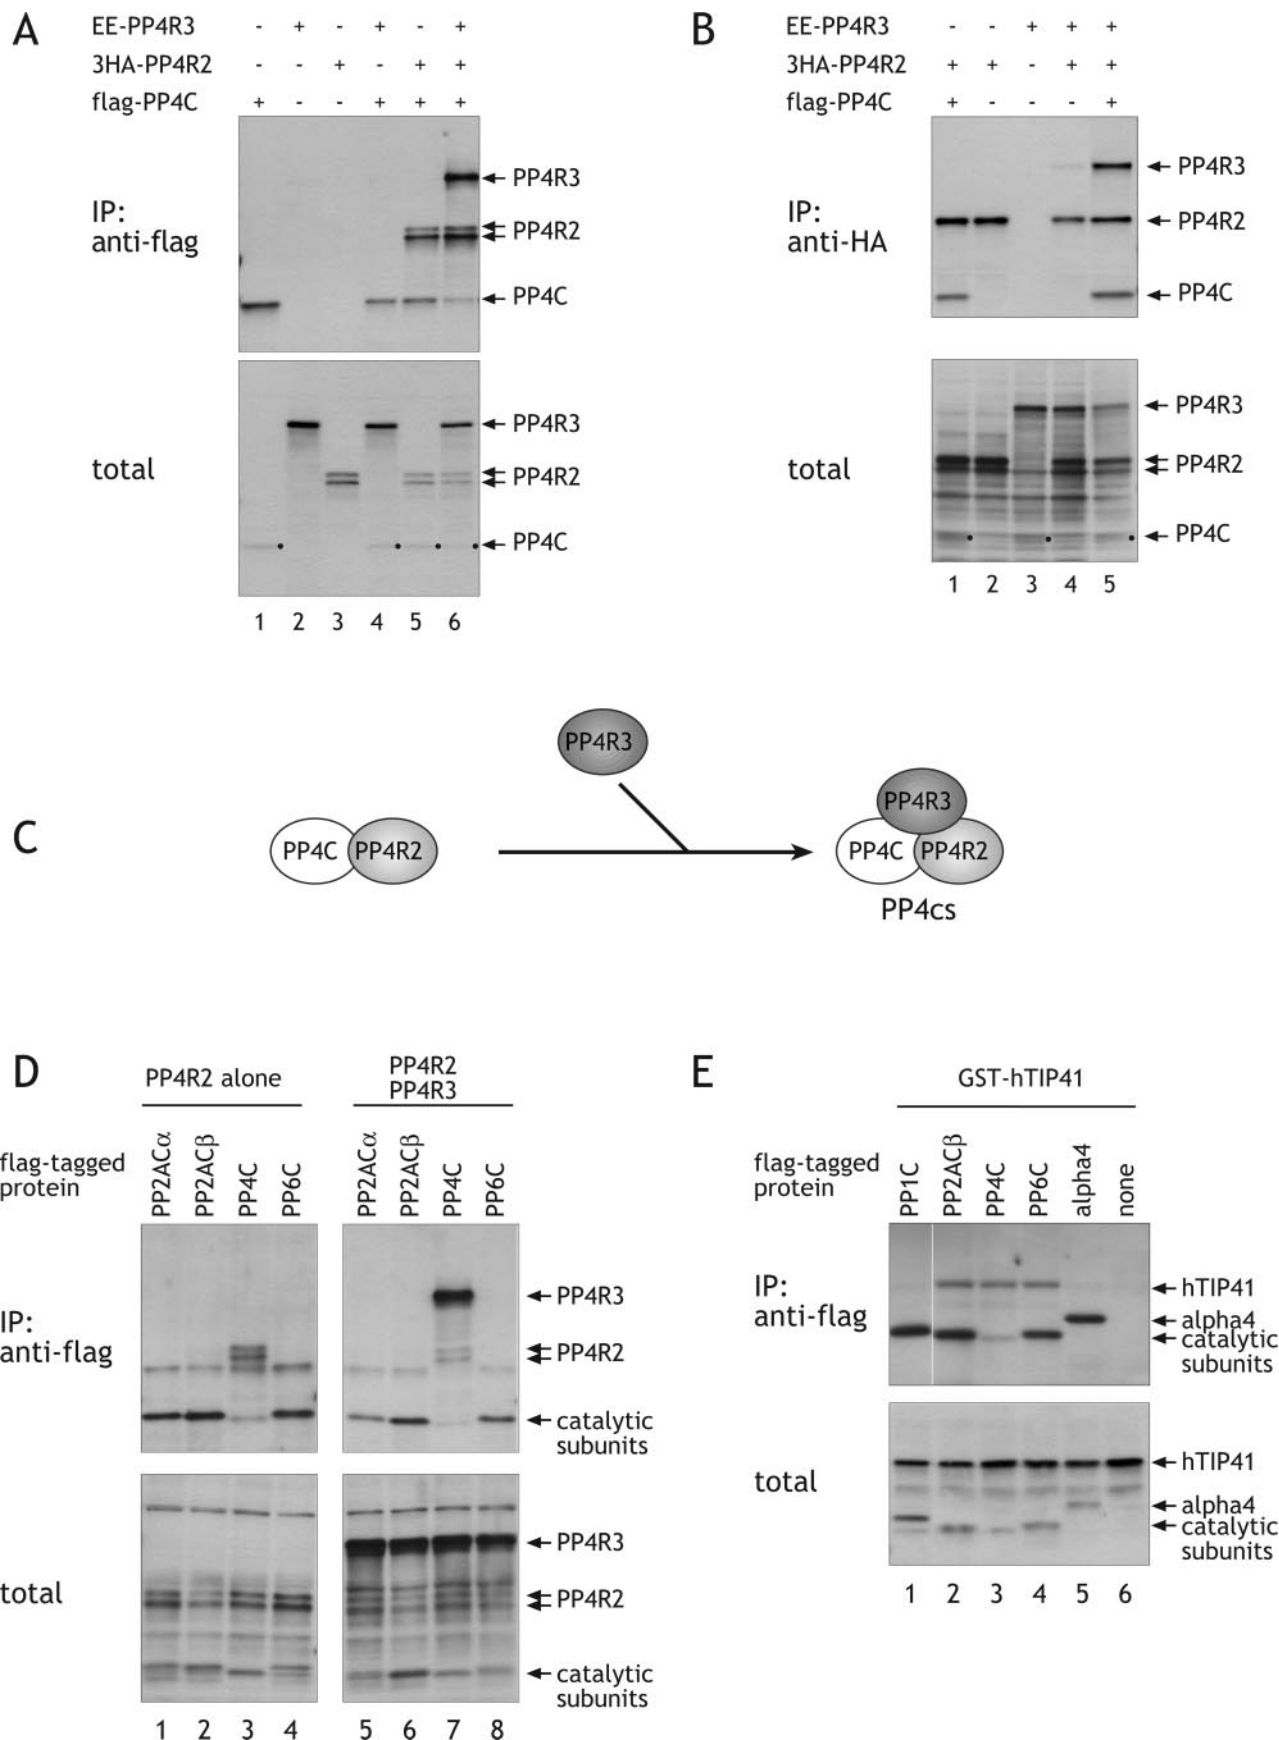 A
EE-PP4R3 - + - + - +
3HA-PP4R2 - - + - + +
flag-PP4C + - - + + +
IP:
anti-flag
PP4R3
PP4R2
PP4C
total
PP4R3
PP4R2
PP4C
1 2 3 4 5 6
B
EE-PP4R3 - - + + +
3HA-PP4R2 + + - + +
flag-PP4C + - - - +
IP:
anti-HA
PP4R3
PP4R2
PP4C
total
PP4R3
PP4R2
PP4C
1 2 3 4 5
C
PP4R3
PP4C PP4R2
PP4R3
PP4C PP4R2
PP4cs
D
PP4R2 alone
PP4R2
PP4R3
flag-tagged
protein
PP2ACα
PP2ACβ
PP4C
PP6C
PP2ACα
PP2ACβ
PP4C
PP6C
IP:
anti-flag
PP4R3
PP4R2
catalytic
subunits
total
PP4R3
PP4R2
catalytic
subunits
1 2 3 4 5 6 7 8
E
GST-hTIP41
flag-tagged
protein
PP1C
PP2ACβ
PP4C
PP6C
alpha4
none
IP:
anti-flag
hTIP41
alpha4
catalytic
subunits
total
hTIP41
alpha4
catalytic
subunits
1 2 3 4 5 6